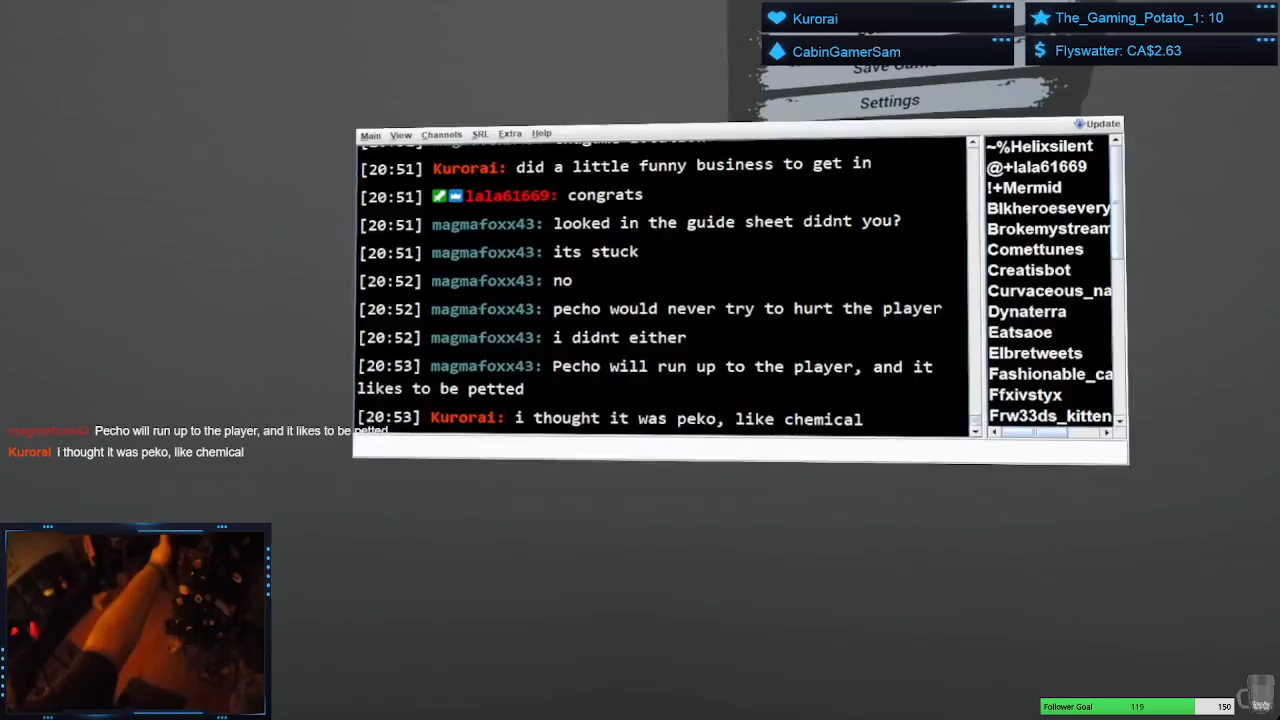 Kurorai
The_Gaming_Potato_1: 10
CabinGamerSam
Flyswatter: CA$2.63
Save Game
Settings
Main View Channels SRL Extra Help
Update
[20:51] Kurorai: did a little funny business to get in
[20:51] lala61669: congrats
[20:51] magmafoxx43: looked in the guide sheet didnt you?
[20:51] magmafoxx43: its stuck
[20:52] magmafoxx43: no
[20:52] magmafoxx43: pecho would never try to hurt the player
[20:52] magmafoxx43: i didnt either
[20:53] magmafoxx43: Pecho will run up to the player, and it
likes to be petted
[20:53] Kurorai: i thought it was peko, like chemical
~%Helixsilent
@+lala61669
!+Mermid
Blkheroesevery
Brokemystream
Comettunes
Creatisbot
Curvaceous_na
Dynaterra
Eatsaoe
Elbretweets
Fashionable_ca
Ffxivstyx
Frw33ds_kitten
magmafoxx43 Pecho will run up to the player, and it likes to be petted
Kurorai i thought it was peko, like chemical
Follower Goal 119 150